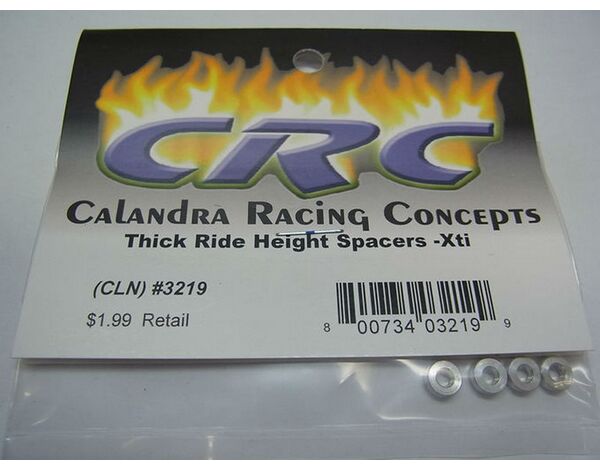 CRC
Calandra Racing Concepts
Thick Ride Height Spacers -Xti
(CLN) #3219
$1.99 Retail
8 00734 03219 9